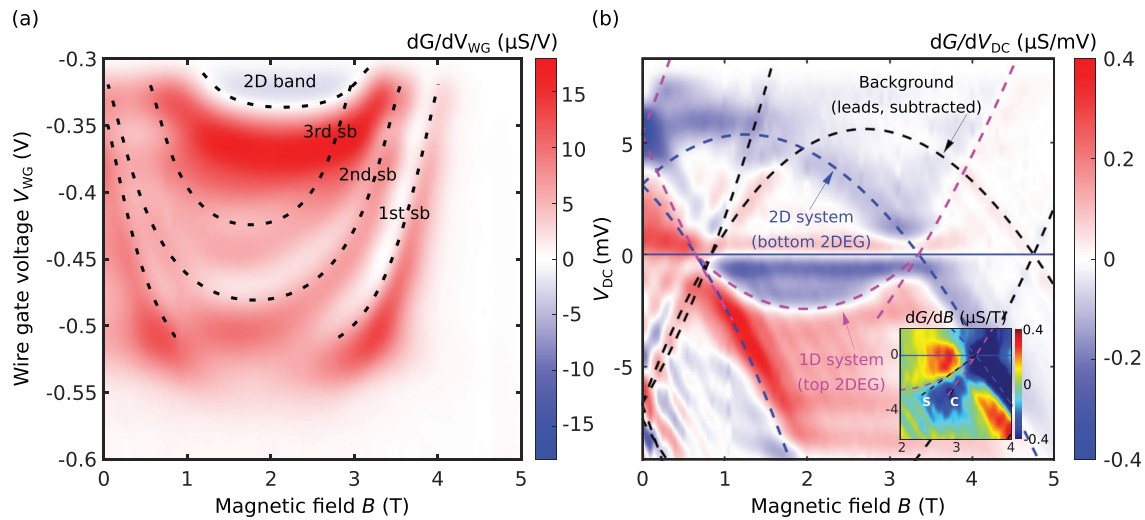 (a)
dG/dV_WG (µS/V)
Wire gate voltage V_WG (V)
-0.3
-0.35
-0.4
-0.45
-0.5
-0.55
-0.6
2D band
3rd sb
2nd sb
1st sb
0
1
2
3
4
5
Magnetic field B (T)
15
10
5
0
-5
-10
-15
(b)
dG/dV_DC (µS/mV)
V_DC (mV)
5
0
-5
Background
(leads, subtracted)
2D system
(bottom 2DEG)
1D system
(top 2DEG)
dG/dB (µS/T)
0
-4
S
C
2
3
4
0.4
-0.4
0
1
2
3
4
5
Magnetic field B (T)
0.4
0.2
0
-0.2
-0.4